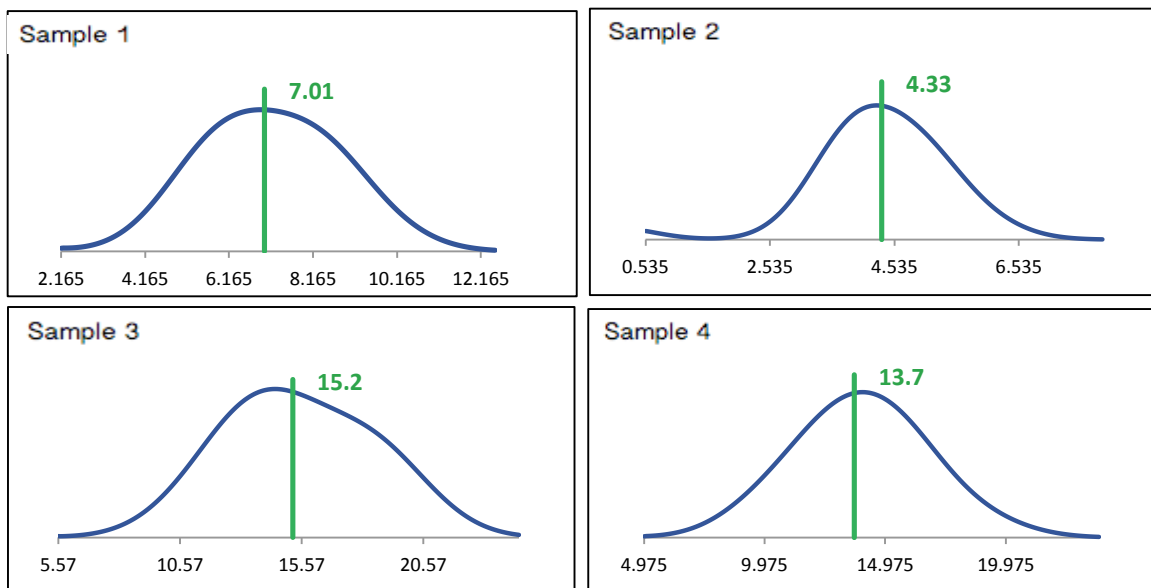 Sample 1
7.01
2.165 4.165 6.165 8.165 10.165 12.165
Sample 2
4.33
0.535 2.535 4.535 6.535
Sample 3
15.2
5.57 10.57 15.57 20.57
Sample 4
13.7
4.975 9.975 14.975 19.975